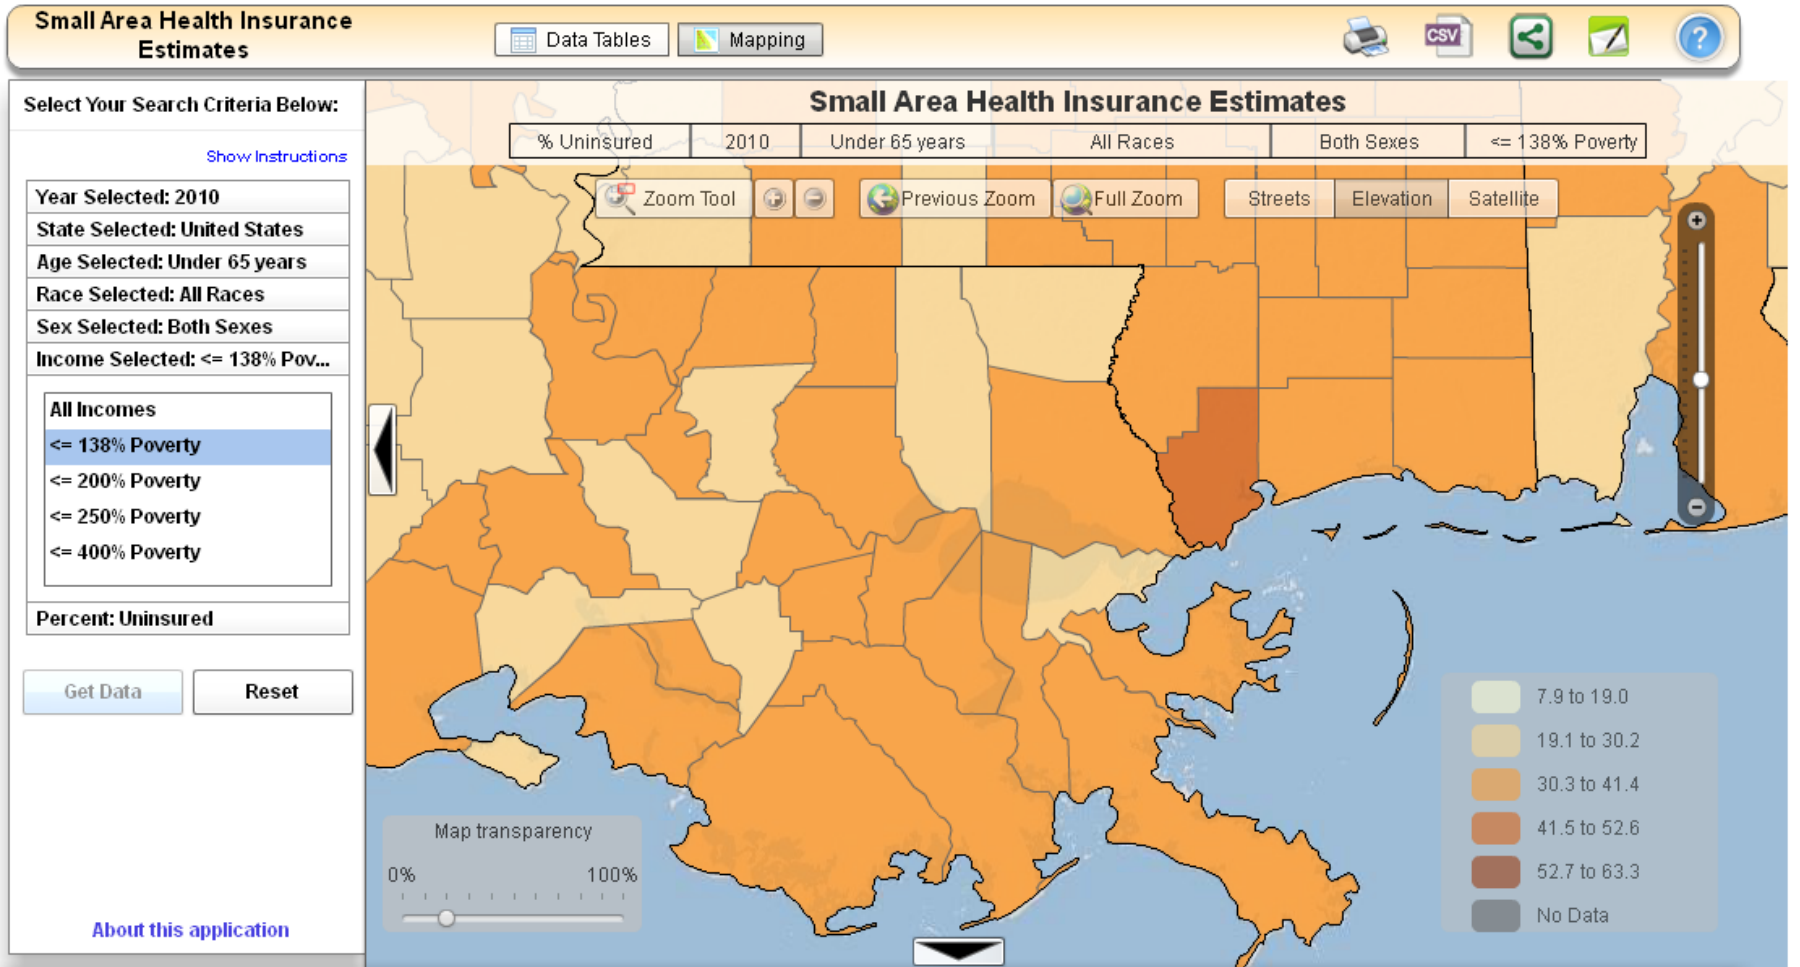 Small Area Health Insurance
Estimates
Data Tables
Mapping
CSV
?
Select Your Search Criteria Below:
Show Instructions
Year Selected: 2010
State Selected: United States
Age Selected: Under 65 years
Race Selected: All Races
Sex Selected: Both Sexes
Income Selected: <= 138% Pov...
All Incomes
<= 138% Poverty
<= 200% Poverty
<= 250% Poverty
<= 400% Poverty
Percent: Uninsured
Get Data
Reset
About this application
Small Area Health Insurance Estimates
% Uninsured 2010 Under 65 years All Races Both Sexes <= 138% Poverty
Zoom Tool
Previous Zoom
Full Zoom
Streets
Elevation
Satellite
Map transparency
0% 100%
7.9 to 19.0
19.1 to 30.2
30.3 to 41.4
41.5 to 52.6
52.7 to 63.3
No Data